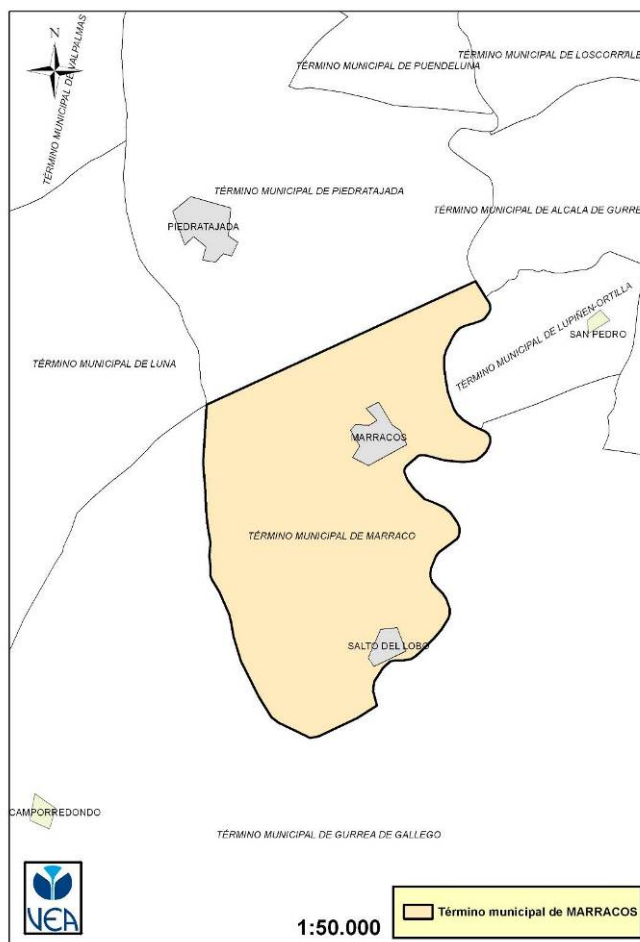 N
TÉRMINO MUNICIPAL DE VALPALMAS
TÉRMINO MUNICIPAL DE LOSCORRALE
TÉRMINO MUNICIPAL DE PUENDELUNA
TÉRMINO MUNICIPAL DE PIEDRATAJADA
TÉRMINO MUNICIPAL DE ALCALA DE GURRE
PIEDRATAJADA
TÉRMINO MUNICIPAL DE LUPIÑEN-ORTILLA
SAN PEDRO
TÉRMINO MUNICIPAL DE LUNA
MARRACOS
TÉRMINO MUNICIPAL DE MARRACO
SALTO DEL LOBO
CAMPORREDONDO
TÉRMINO MUNICIPAL DE GURREA DE GALLEGO
VEA
1:50.000
Término municipal de MARRACOS